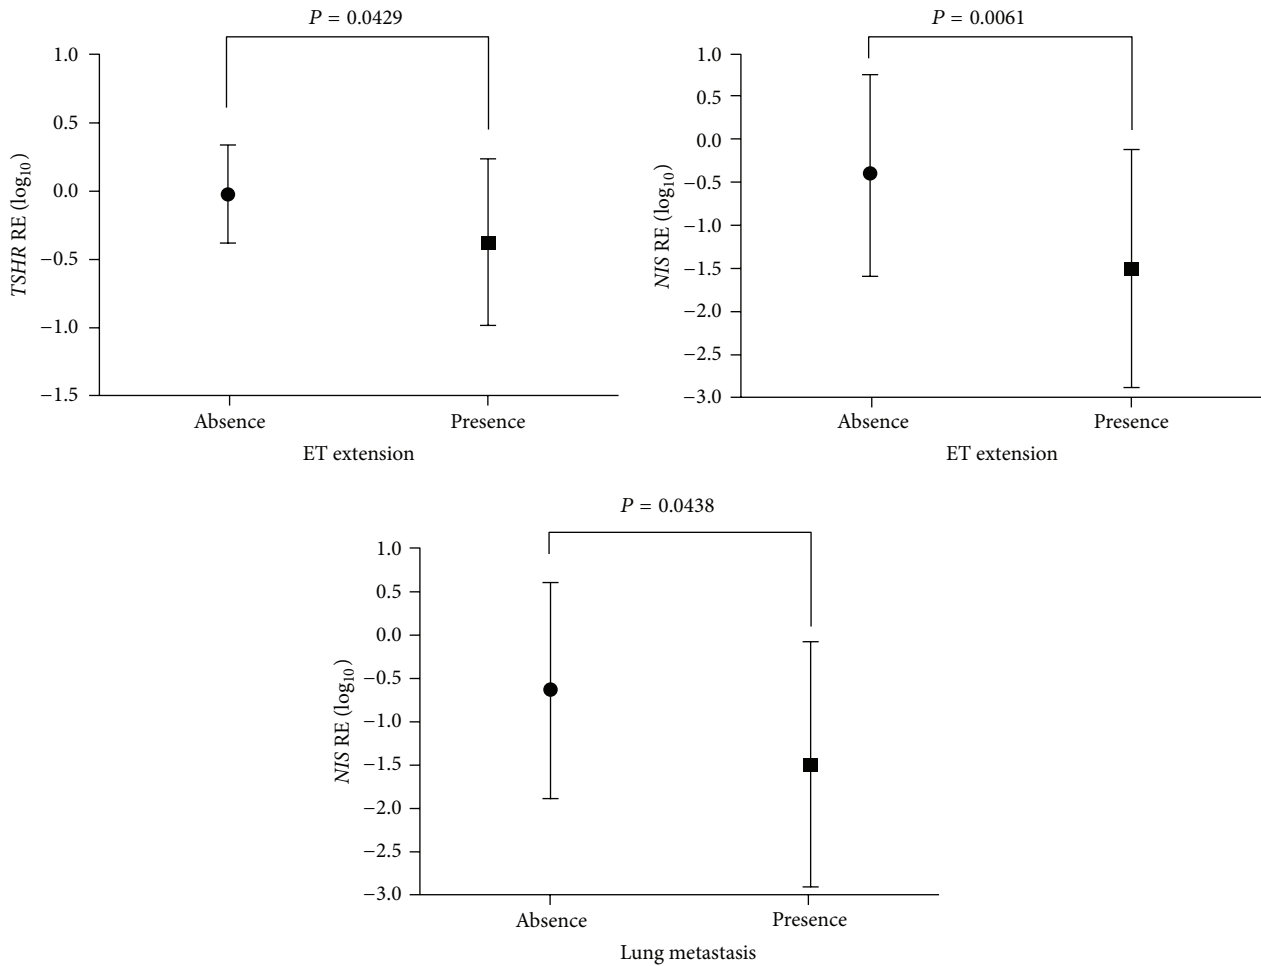 P = 0.0429
1.0
0.5
0.0
−0.5
−1.0
−1.5
TSHR RE (log10)
Absence
Presence
ET extension
P = 0.0061
1.0
0.5
0.0
−0.5
−1.0
−1.5
−2.0
−2.5
−3.0
NIS RE (log10)
Absence
Presence
ET extension
P = 0.0438
1.0
0.5
0.0
−0.5
−1.0
−1.5
−2.0
−2.5
−3.0
NIS RE (log10)
Absence
Presence
Lung metastasis